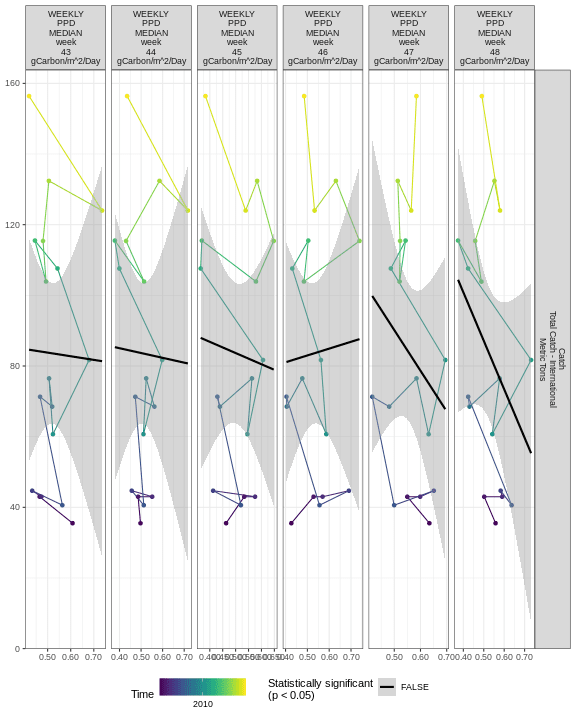 WEEKLY
PPD
MEDIAN
week
43
gCarbon/m^2/Day
WEEKLY
PPD
MEDIAN
week
44
gCarbon/m^2/Day
WEEKLY
PPD
MEDIAN
week
45
gCarbon/m^2/Day
WEEKLY
PPD
MEDIAN
week
46
gCarbon/m^2/Day
WEEKLY
PPD
MEDIAN
week
47
gCarbon/m^2/Day
WEEKLY
PPD
MEDIAN
week
48
gCarbon/m^2/Day
160
120
80
40
0
Catch
Total Catch - International
Metric Tons
0.50 0.60 0.70
0.40 0.50 0.60 0.70
0.40 0.50 0.60 0.70
0.50 0.60 0.70
0.40 0.50 0.60 0.70
Time
2010
Statistically significant
(p < 0.05)
FALSE